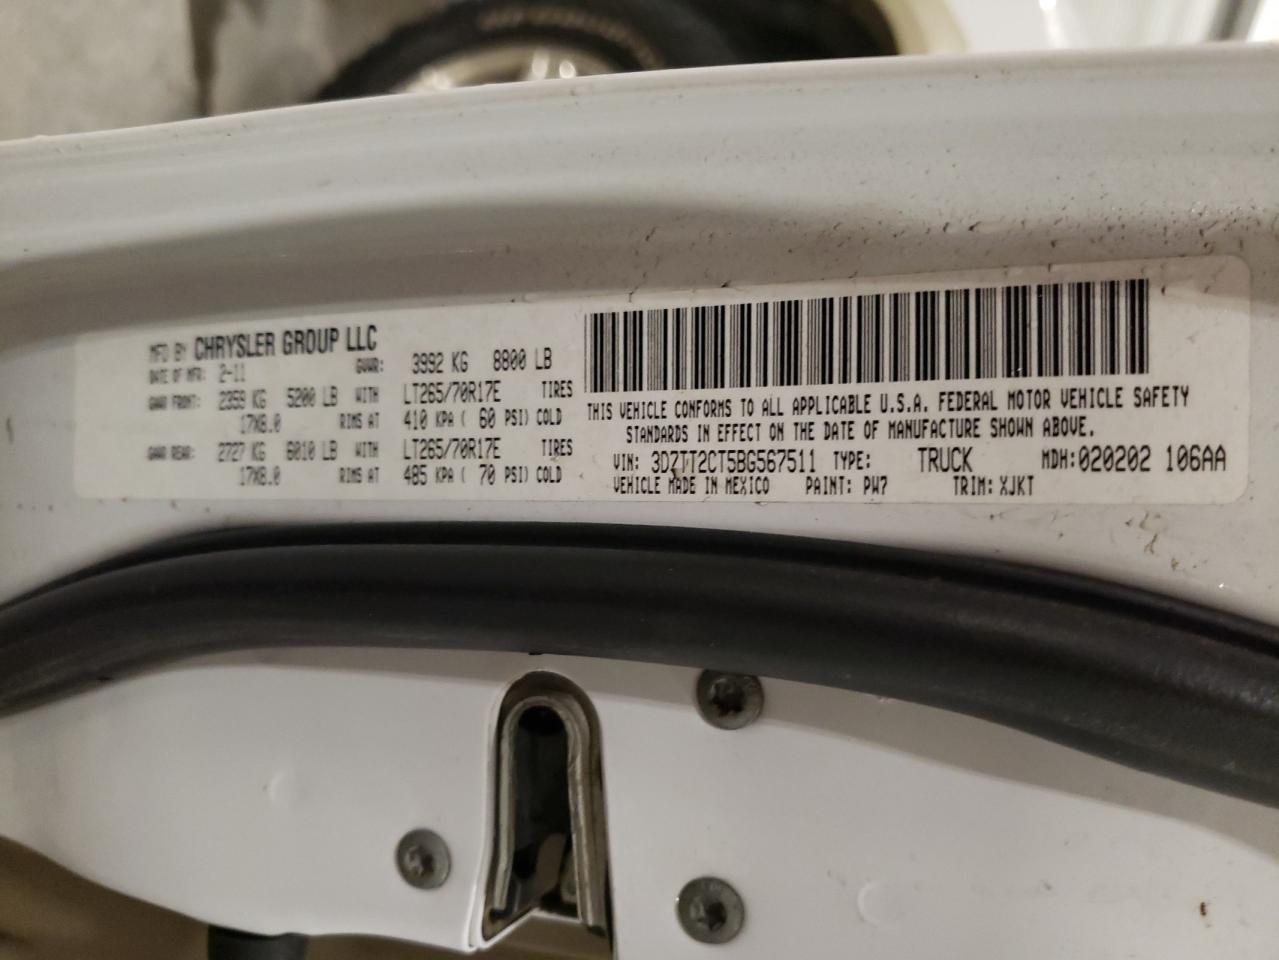 MFD BY CHRYSLER GROUP LLC
DATE OF MFR: 2-11 GVWR: 3992 KG 8800 LB
GAWR FRONT: 2359 KG 5200 LB WITH LT265/70R17E TIRES
17X8.0 RIMS AT 410 KPA ( 60 PSI) COLD
GAWR REAR: 2727 KG 6010 LB WITH LT265/70R17E TIRES
17X8.0 RIMS AT 485 KPA ( 70 PSI) COLD
THIS VEHICLE CONFORMS TO ALL APPLICABLE U.S.A. FEDERAL MOTOR VEHICLE SAFETY
STANDARDS IN EFFECT ON THE DATE OF MANUFACTURE SHOWN ABOVE.
VIN: 3D7TT2CT5BG567511 TYPE: TRUCK MDH:020202 106AA
VEHICLE MADE IN MEXICO PAINT: PW7 TRIM: XJKT